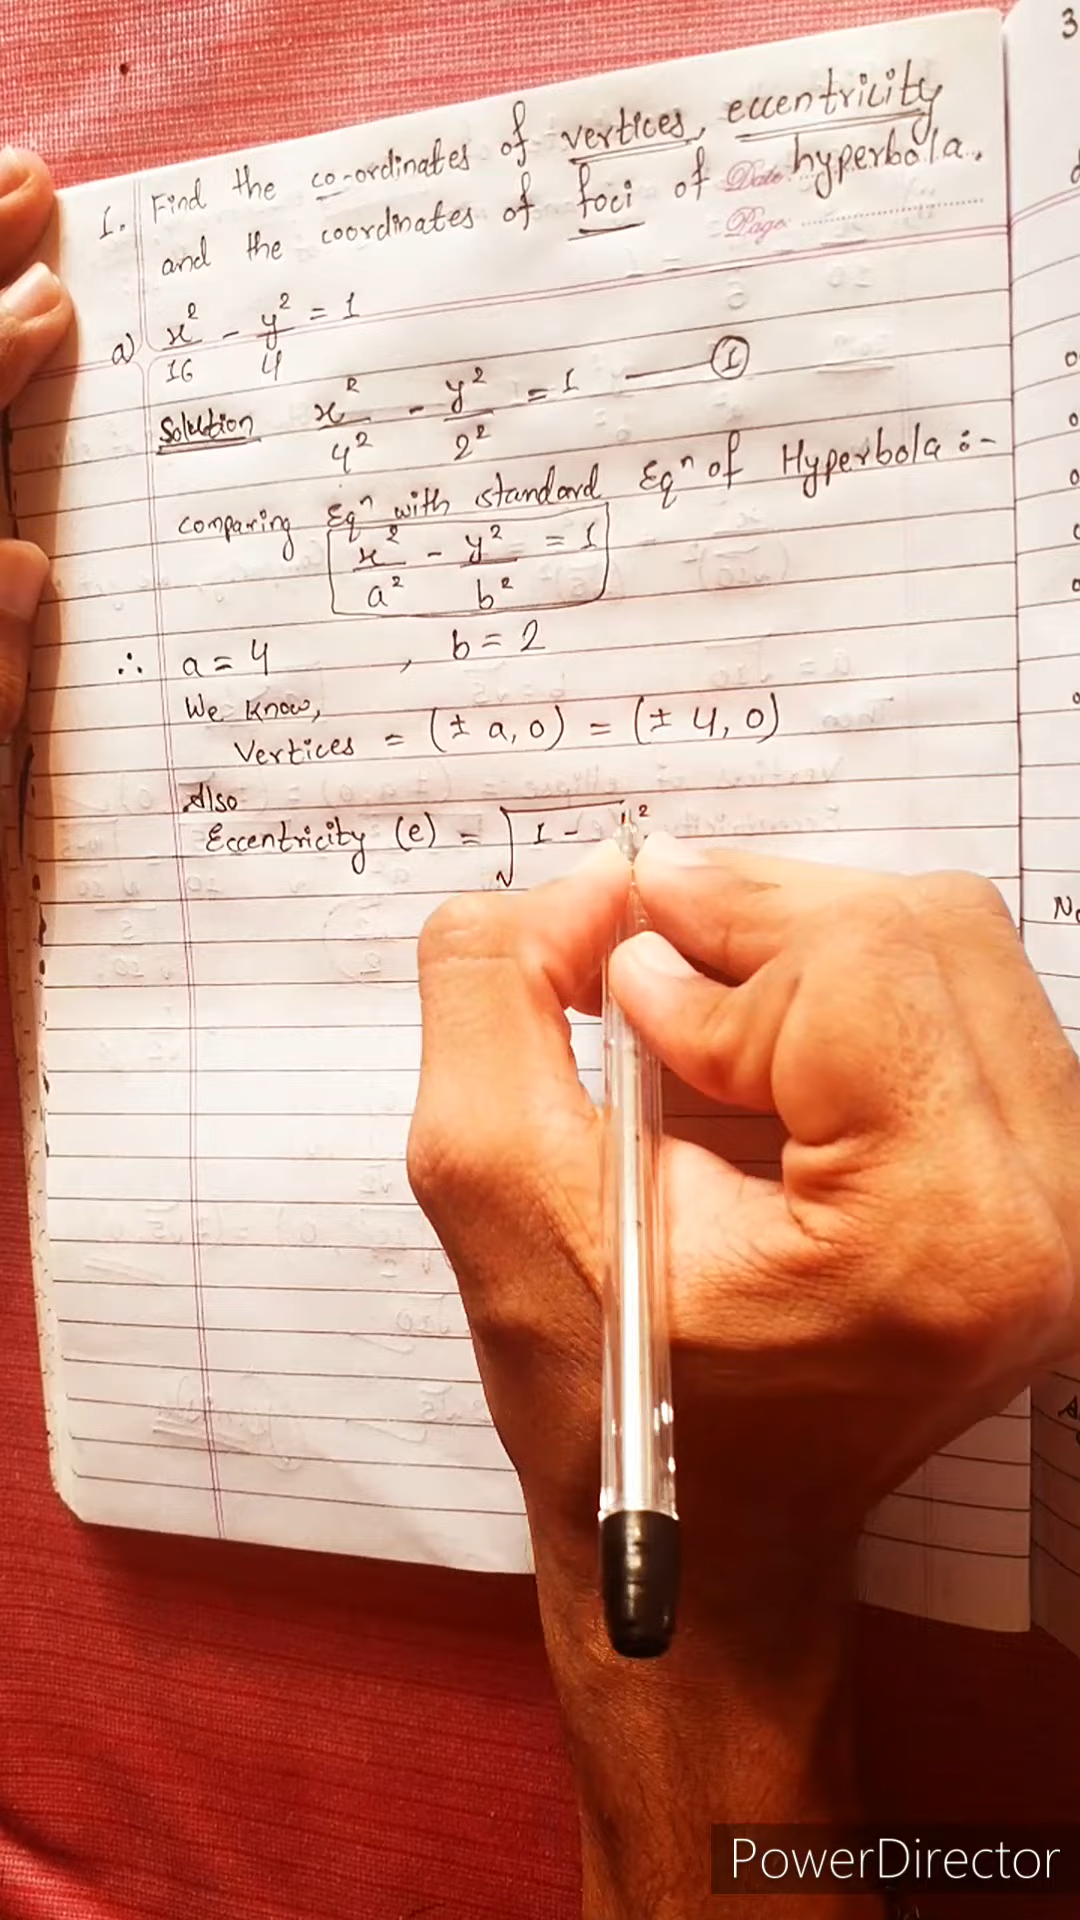 1. Find the co-ordinates of vertices, eccentricity
and the coordinates of foci of hyperbola.
Date
Page
a) x²/16 - y²/4 = 1
Solution x²/4² - y²/2² = 1 —— ①
comparing Eqⁿ with standard Eqⁿ of Hyperbola :-
x²/a² - y²/b² = 1
∴ a = 4 , b = 2
We know,
Vertices = (± a, 0) = (± 4, 0)
Also
Eccentricity (e) = √1 -
3
PowerDirector